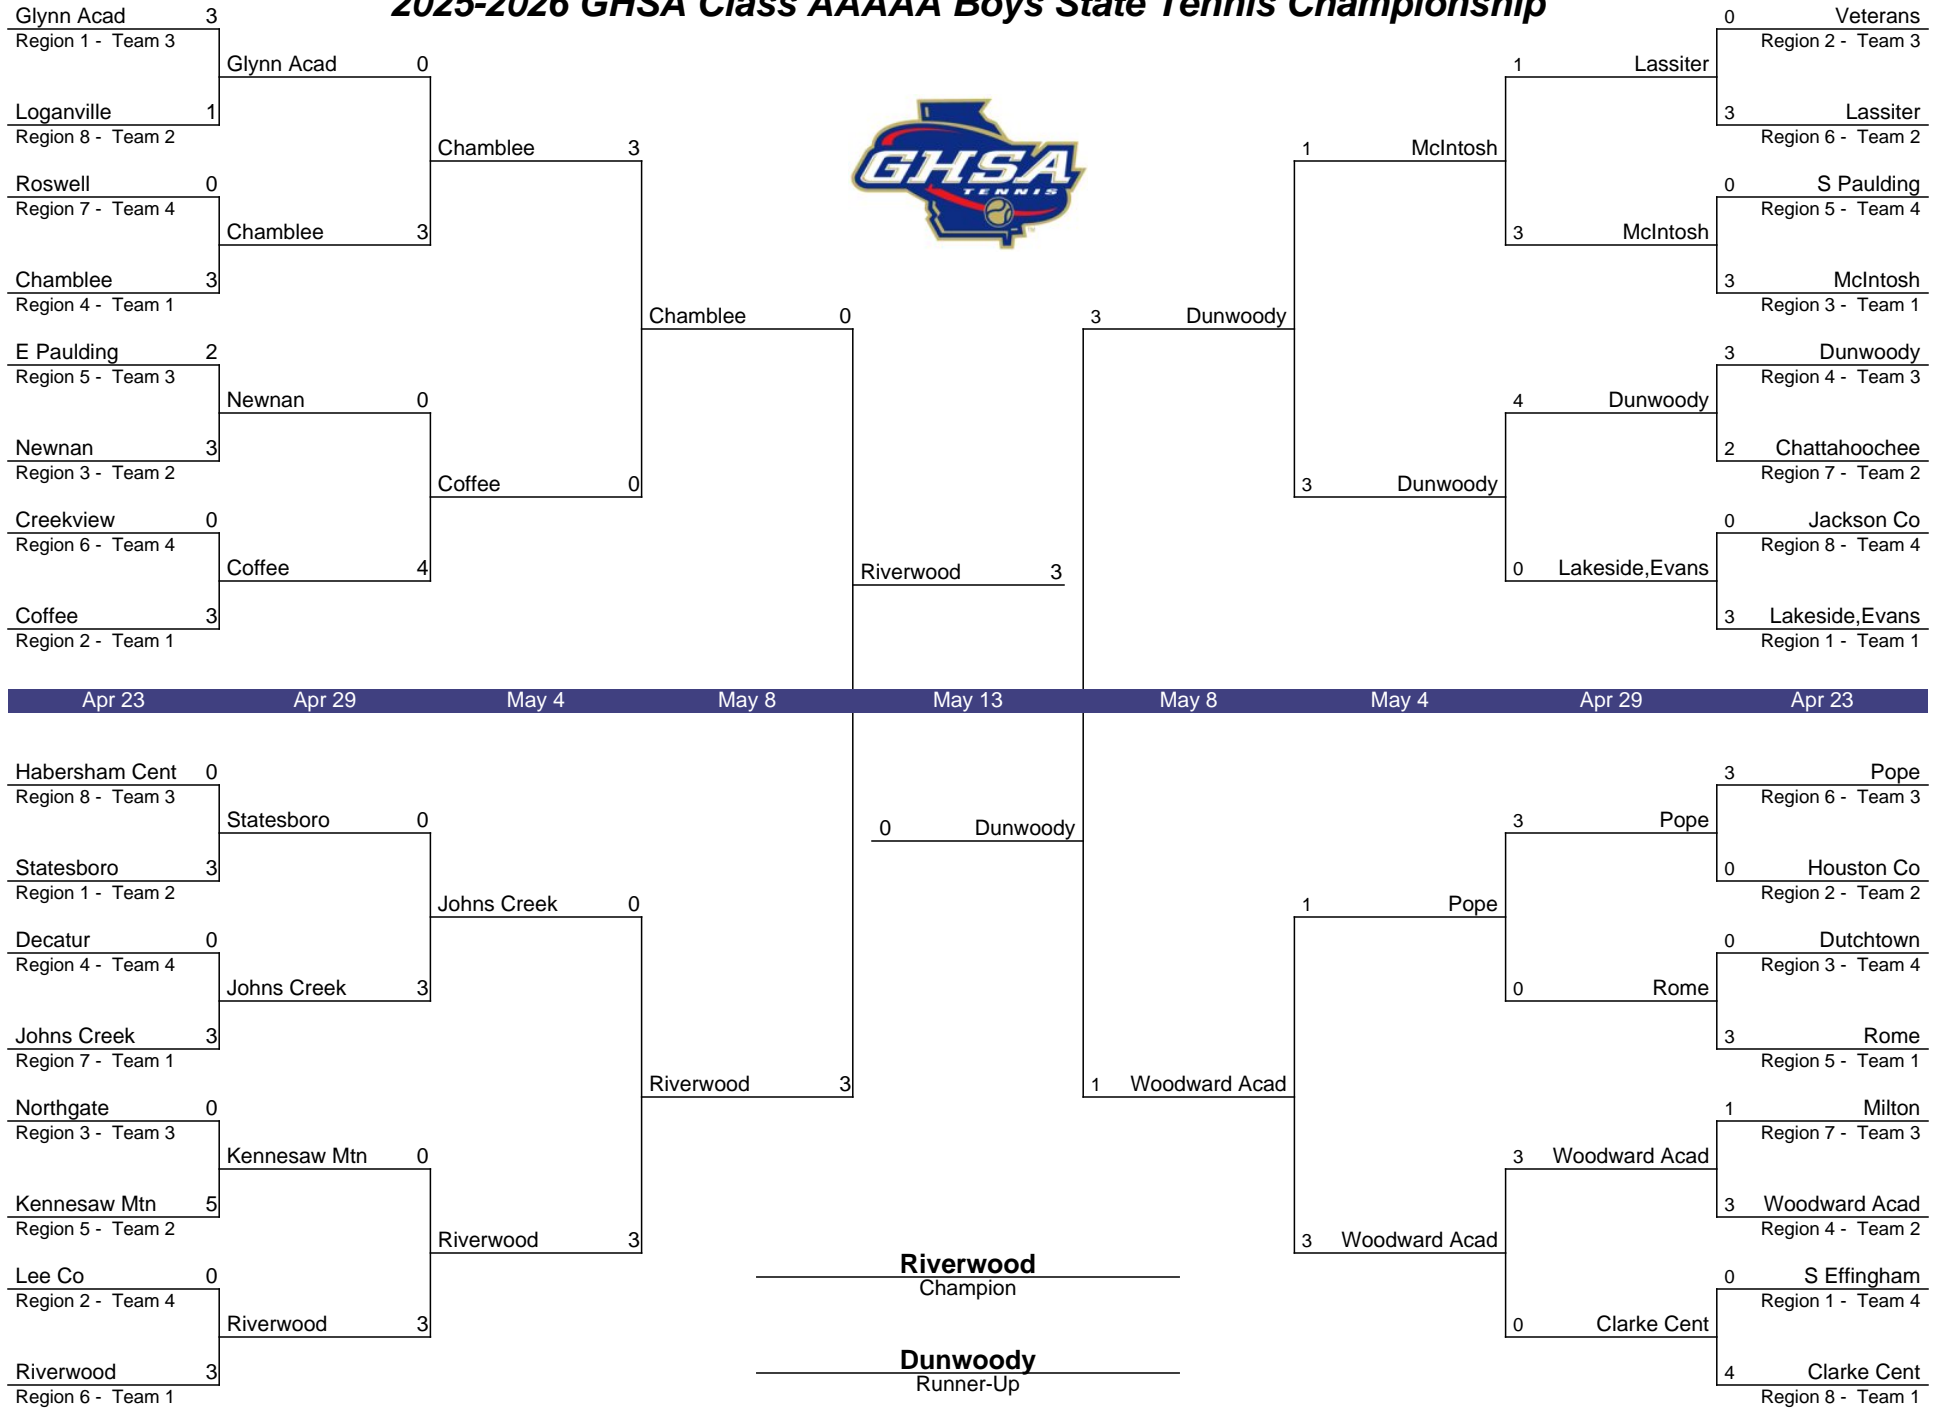 2025-2026 GHSA Class AAAAA Boys State Tennis Championship
Glynn Acad 3
Region 1 - Team 3
Glynn Acad 0
Loganville 1
Region 8 - Team 2
Chamblee 3
Roswell 0
Region 7 - Team 4
Chamblee 3
Chamblee 3
Region 4 - Team 1
Chamblee 0
E Paulding 2
Region 5 - Team 3
Newnan 0
Newnan 3
Region 3 - Team 2
Coffee 0
Creekview 0
Region 6 - Team 4
Coffee 4
Coffee 3
Region 2 - Team 1
Riverwood 3
GHSA
TENNIS
0 Veterans
Region 2 - Team 3
1 Lassiter
3 Lassiter
Region 6 - Team 2
1 McIntosh
0 S Paulding
Region 5 - Team 4
3 McIntosh
3 McIntosh
Region 3 - Team 1
3 Dunwoody
3 Dunwoody
Region 4 - Team 3
4 Dunwoody
2 Chattahoochee
Region 7 - Team 2
3 Dunwoody
0 Jackson Co
Region 8 - Team 4
0 Lakeside,Evans
3 Lakeside,Evans
Region 1 - Team 1
Apr 23 Apr 29 May 4 May 8 May 13 May 8 May 4 Apr 29 Apr 23
Habersham Cent 0
Region 8 - Team 3
Statesboro 0
Statesboro 3
Region 1 - Team 2
Johns Creek 0
Decatur 0
Region 4 - Team 4
Johns Creek 3
Johns Creek 3
Region 7 - Team 1
Riverwood 3
Northgate 0
Region 3 - Team 3
Kennesaw Mtn 0
Kennesaw Mtn 5
Region 5 - Team 2
Riverwood 3
Lee Co 0
Region 2 - Team 4
Riverwood 3
Riverwood 3
Region 6 - Team 1
0 Dunwoody
3 Pope
Region 6 - Team 3
3 Pope
0 Houston Co
Region 2 - Team 2
1 Pope
0 Dutchtown
Region 3 - Team 4
0 Rome
3 Rome
Region 5 - Team 1
1 Woodward Acad
1 Milton
Region 7 - Team 3
3 Woodward Acad
3 Woodward Acad
Region 4 - Team 2
3 Woodward Acad
0 S Effingham
Region 1 - Team 4
0 Clarke Cent
4 Clarke Cent
Region 8 - Team 1
Riverwood
Champion
Dunwoody
Runner-Up